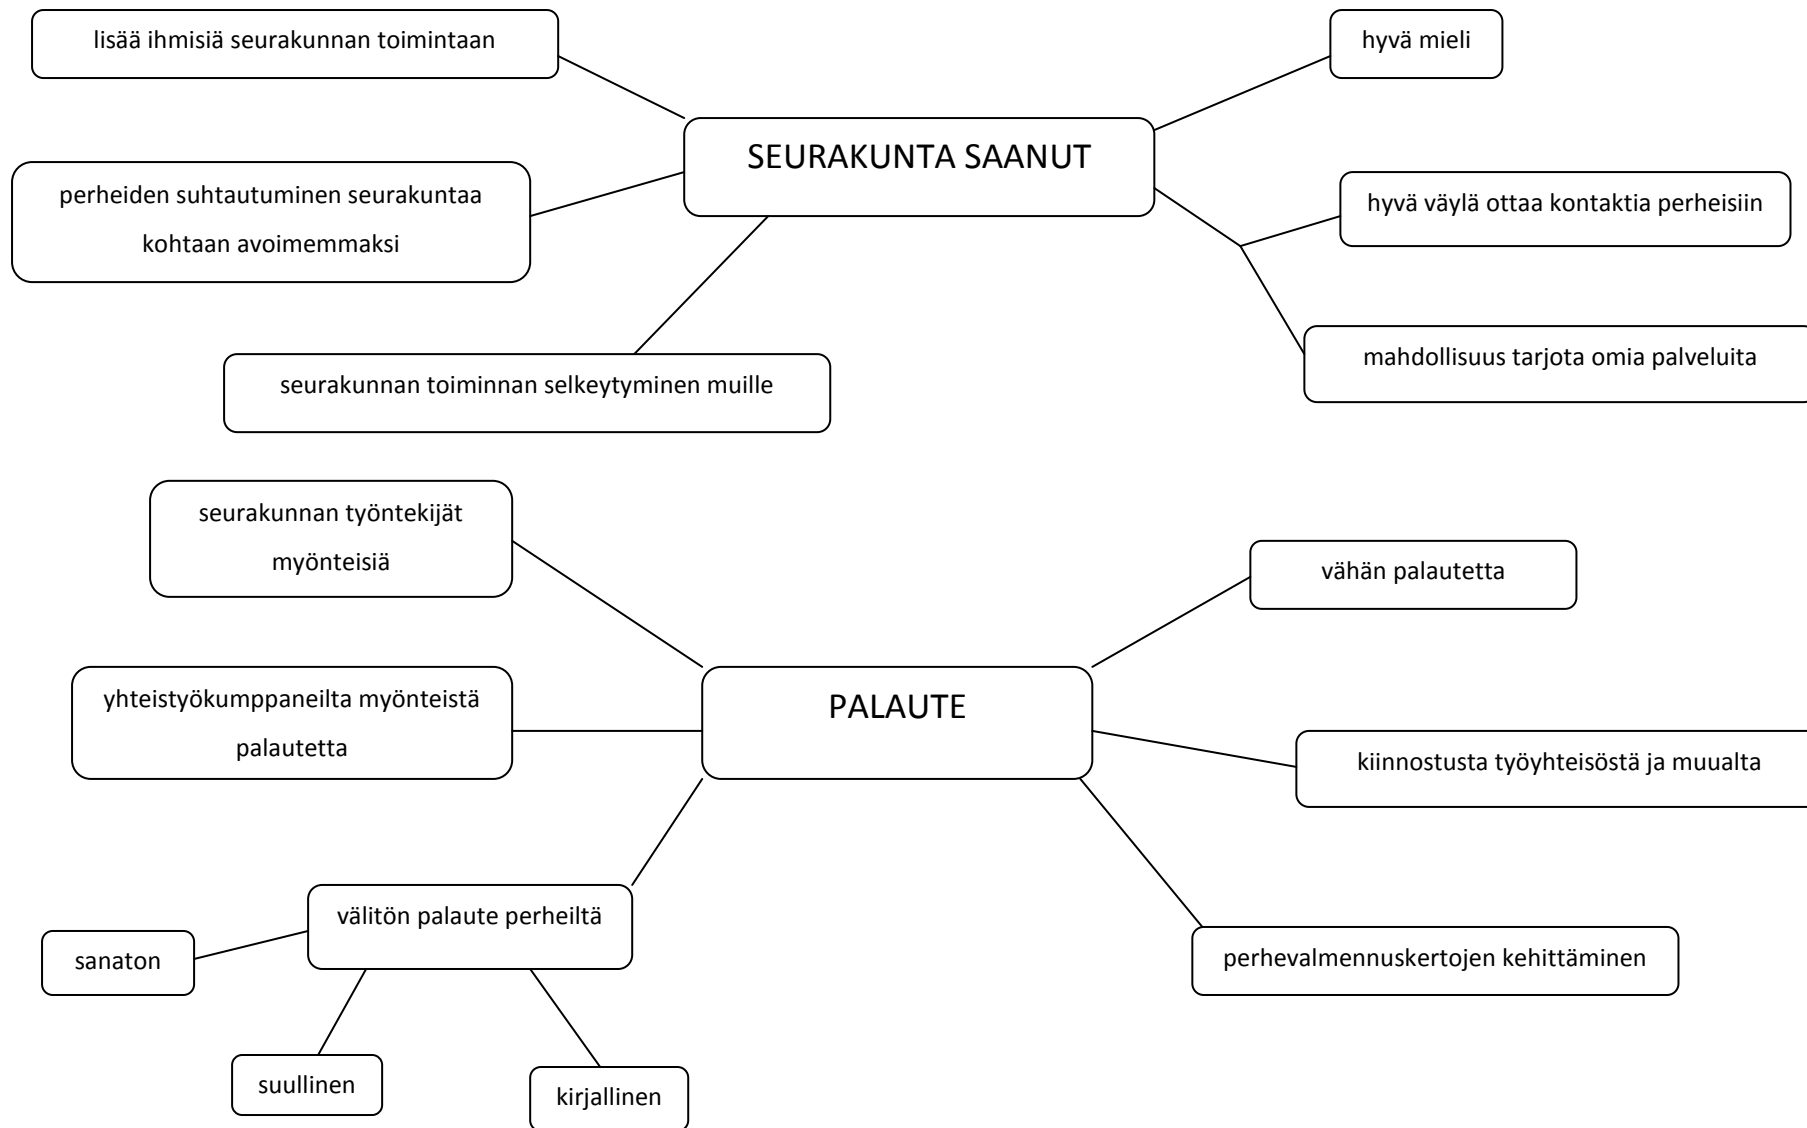 lisää ihmisiä seurakunnan toimintaan
hyvä mieli
SEURAKUNTA SAANUT
perheiden suhtautuminen seurakuntaa
kohtaan avoimemmaksi
hyvä väylä ottaa kontaktia perheisiin
seurakunnan toiminnan selkeytyminen muille
mahdollisuus tarjota omia palveluita
seurakunnan työntekijät
myönteisiä
vähän palautetta
yhteistyökumppaneilta myönteistä
palautetta
PALAUTE
kiinnostusta työyhteisöstä ja muualta
välitön palaute perheiltä
sanaton
suullinen
kirjallinen
perhevalmennuskertojen kehittäminen